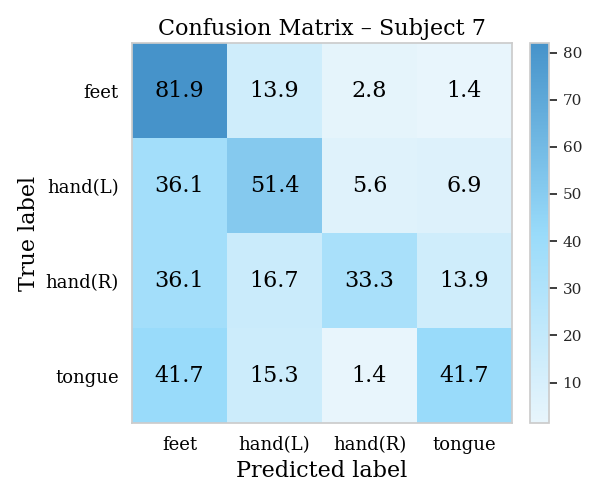 Confusion Matrix – Subject 7
feet 81.9 13.9 2.8 1.4
hand(L) 36.1 51.4 5.6 6.9
hand(R) 36.1 16.7 33.3 13.9
tongue 41.7 15.3 1.4 41.7
feet hand(L) hand(R) tongue
Predicted label
True label
80
70
60
50
40
30
20
10